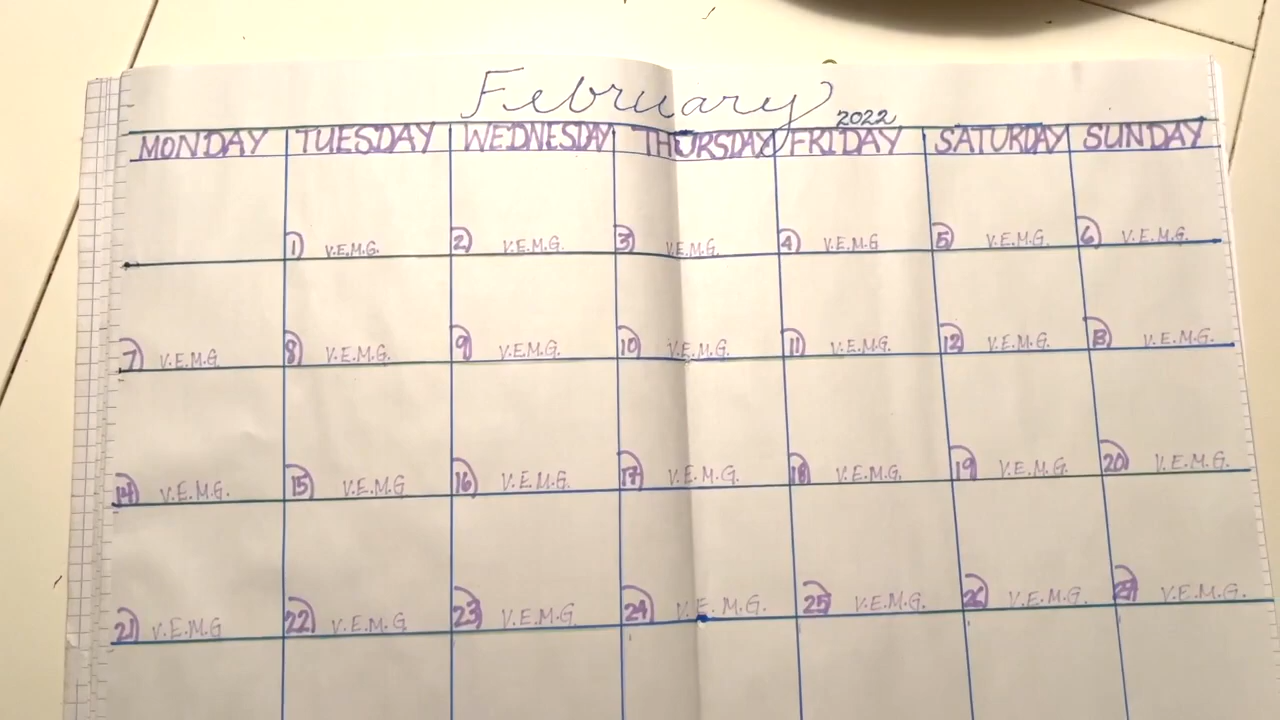 February
2022
MONDAY TUESDAY WEDNESDAY THURSDAY FRIDAY SATURDAY SUNDAY
1 V.E.M.G. 2 V.E.M.G. 3 V.E.M.G. 4 V.E.M.G 5 V.E.M.G. 6 V.E.M.G.
7 V.E.M.G. 8 V.E.M.G. 9 V.E.M.G. 10 V.E.M.G. 11 V.E.M.G. 12 V.E.M.G. 13 V.E.M.G.
14 V.E.M.G. 15 V.E.M.G 16 V.E.M.G. 17 V.E.M.G. 18 V.E.M.G. 19 V.E.M.G. 20 V.E.M.G.
21 V.E.M.G 22 V.E.M.G. 23 V.E.M.G. 24 V.E.M.G. 25 V.E.M.G. 26 V.E.M.G. 27 V.E.M.G.